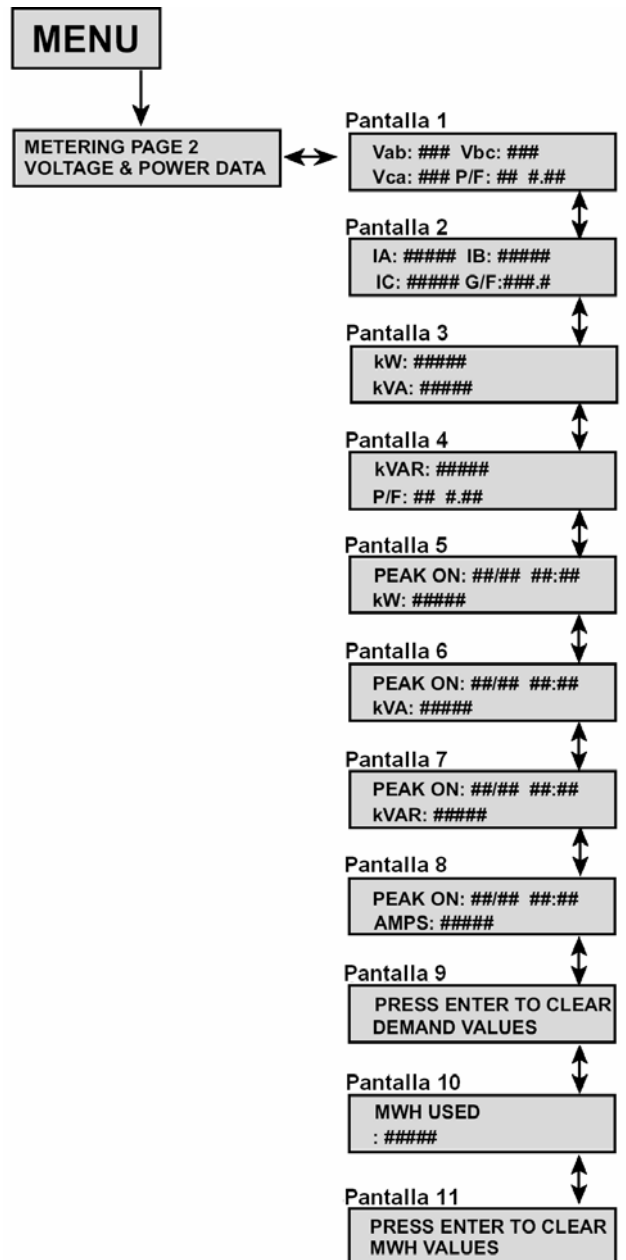 MENU
METERING PAGE 2
VOLTAGE & POWER DATA
Pantalla 1
Vab: ### Vbc: ###
Vca: ### P/F: ## #.##
Pantalla 2
IA: ##### IB: #####
IC: ##### G/F:###.#
Pantalla 3
kW: #####
kVA: #####
Pantalla 4
kVAR: #####
P/F: ## #.##
Pantalla 5
PEAK ON: ##/## ##:##
kW: #####
Pantalla 6
PEAK ON: ##/## ##:##
kVA: #####
Pantalla 7
PEAK ON: ##/## ##:##
kVAR: #####
Pantalla 8
PEAK ON: ##/## ##:##
AMPS: #####
Pantalla 9
PRESS ENTER TO CLEAR
DEMAND VALUES
Pantalla 10
MWH USED
: #####
Pantalla 11
PRESS ENTER TO CLEAR
MWH VALUES